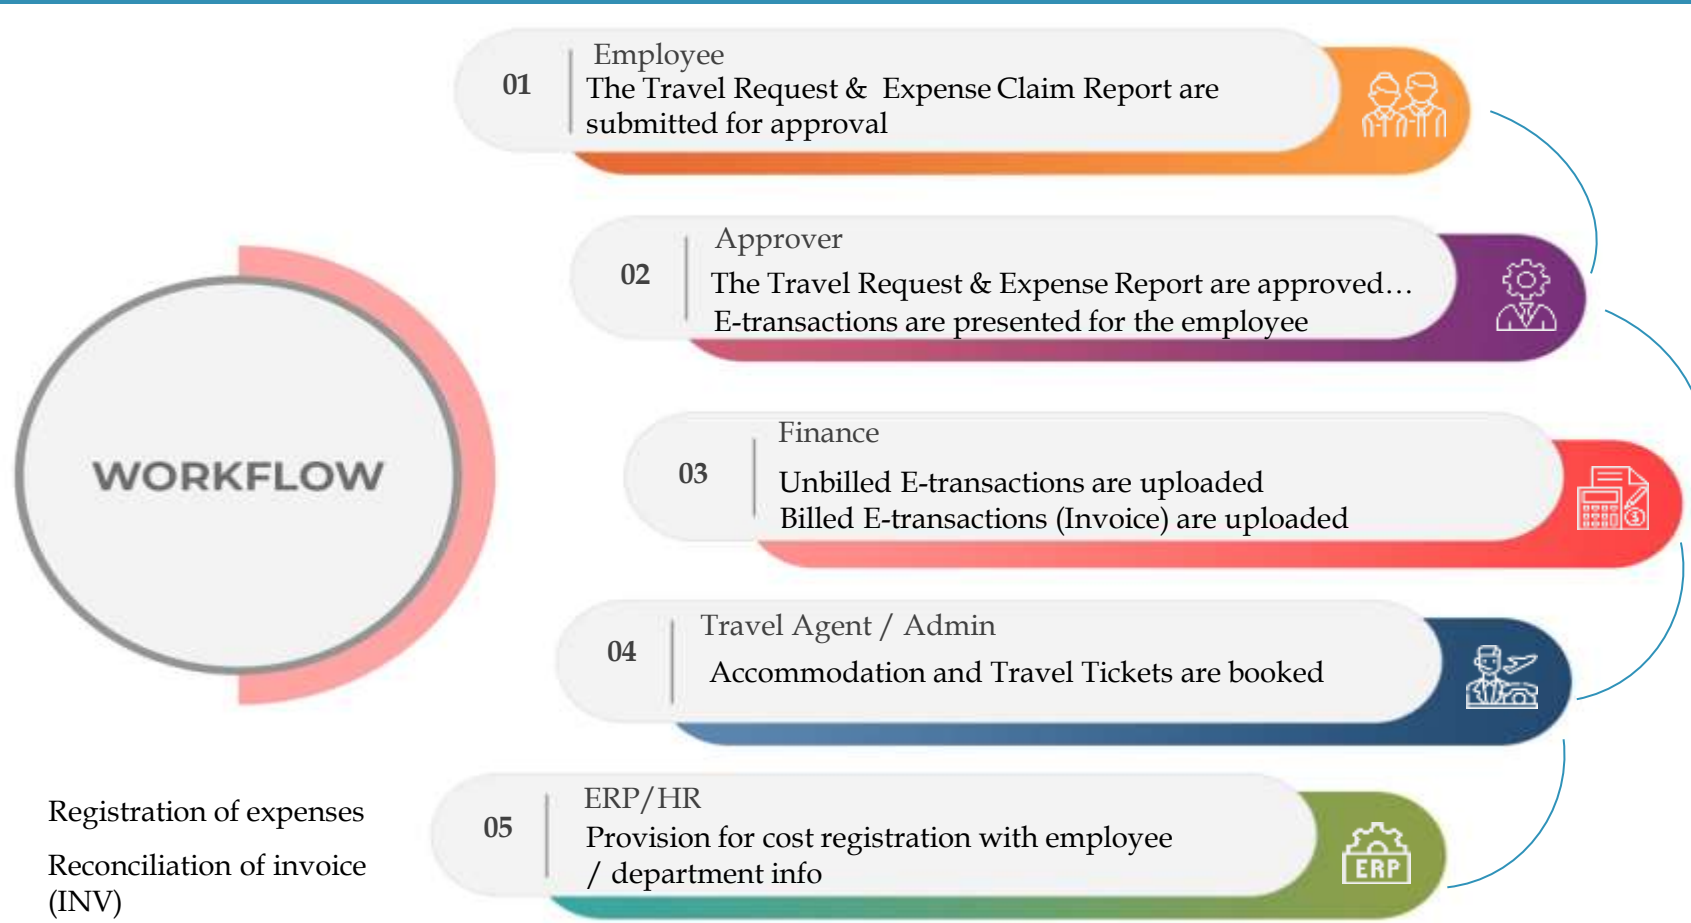 01
Employee
The Travel Request & Expense Claim Report are
submitted for approval
02
Approver
The Travel Request & Expense Report are approved…
E-transactions are presented for the employee
WORKFLOW
03
Finance
Unbilled E-transactions are uploaded
Billed E-transactions (Invoice) are uploaded
04
Travel Agent / Admin
Accommodation and Travel Tickets are booked
05
ERP/HR
Provision for cost registration with employee
/ department info
ERP
Registration of expenses
Reconciliation of invoice
(INV)